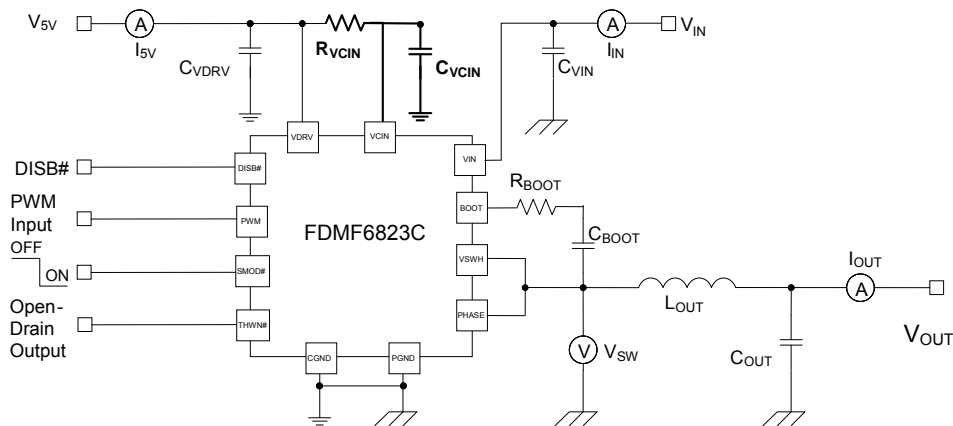 V5V
A
I5V
RVCIN
CVDRV
CVCIN
A
IIN
VIN
CVIN
VDRV
VCIN
DISB#
DISB#
VIN
PWM
Input
PWM
BOOT
RBOOT
FDMF6823C
CBOOT
OFF
ON
SMOD#
VSWH
IOUT
A
LOUT
Open-
Drain
Output
THWN#
PHASE
VOUT
V
VSW
COUT
CGND
PGND